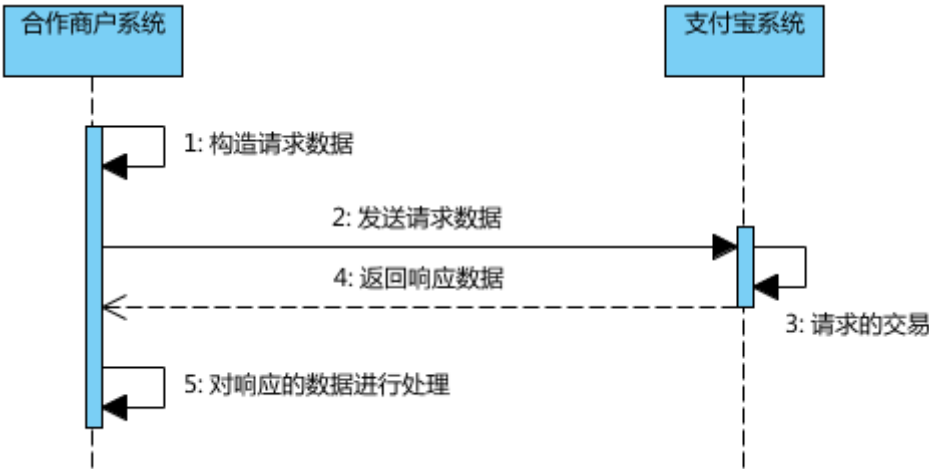 合作商户系统
支付宝系统
1: 构造请求数据
2: 发送请求数据
4: 返回响应数据
3: 请求的交易
5: 对响应的数据进行处理